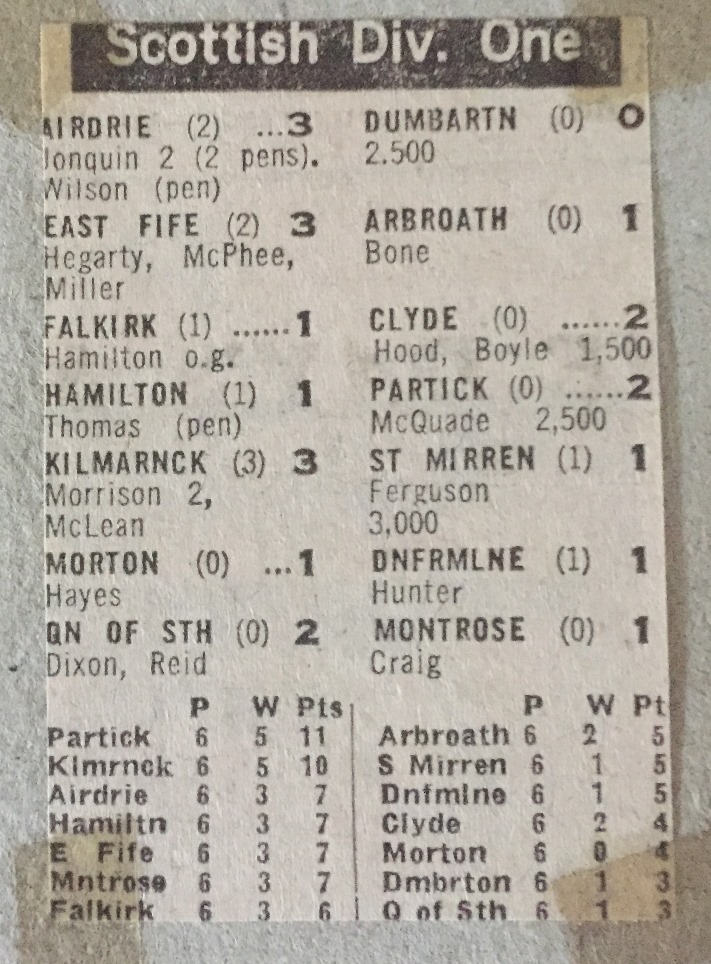 Scottish Div. One
AIRDRIE (2) ...3 DUMBARTN (0) 0
Jonquin 2 (2 pens). 2.500
Wilson (pen)
EAST FIFE (2) 3 ARBROATH (0) 1
Hegarty, McPhee, Bone
Miller
FALKIRK (1) ......1 CLYDE (0) ......2
Hamilton o.g. Hood, Boyle 1,500
HAMILTON (1) 1 PARTICK (0) ......2
Thomas (pen) McQuade 2,500
KILMARNCK (3) 3 ST MIRREN (1) 1
Morrison 2, Ferguson
McLean 3,000
MORTON (0) ...1 DNFRMLNE (1) 1
Hayes Hunter
QN OF STH (0) 2 MONTROSE (0) 1
Dixon, Reid Craig
P W Pts P W Pt
Partick 6 5 11 Arbroath 6 2 5
Klmrnck 6 5 10 S Mirren 6 1 5
Airdrie 6 3 7 Dnfmlne 6 1 5
Hamiltn 6 3 7 Clyde 6 2 4
E Fife 6 3 7 Morton 6 0 4
Mntrose 6 3 7 Dmbrton 6 1 3
Falkirk 6 3 6 Q of Sth 6 1 3